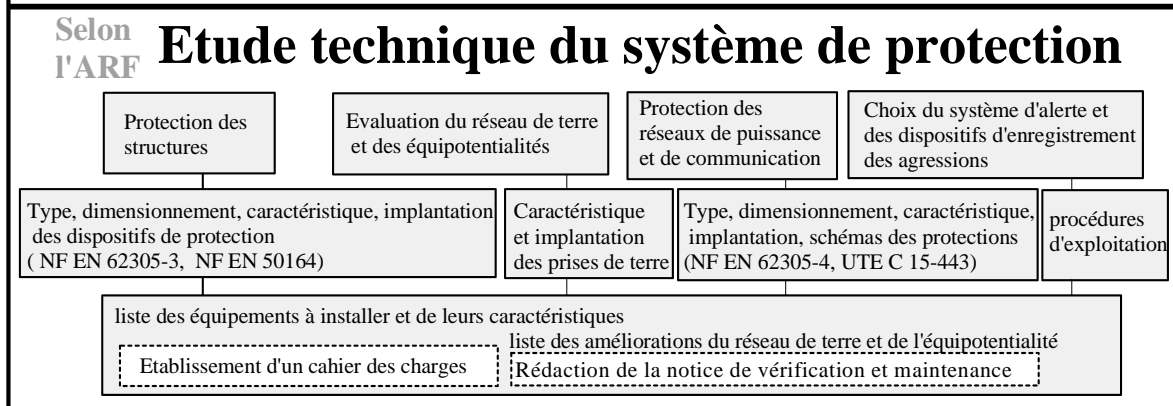 Selon
l'ARF
Etude technique du système de protection
Protection des
structures
Evaluation du réseau de terre
et des équipotentialités
Protection des
réseaux de puissance
et de communication
Choix du système d'alerte et
des dispositifs d'enregistrement
des agressions
Type, dimensionnement, caractéristique, implantation
des dispositifs de protection
( NF EN 62305-3, NF EN 50164)
Caractéristique
et implantation
des prises de terre
Type, dimensionnement, caractéristique,
implantation, schémas des protections
(NF EN 62305-4, UTE C 15-443)
procédures
d'exploitation
liste des équipements à installer et de leurs caractéristiques
liste des améliorations du réseau de terre et de l'équipotentialité
Etablissement d'un cahier des charges
Rédaction de la notice de vérification et maintenance